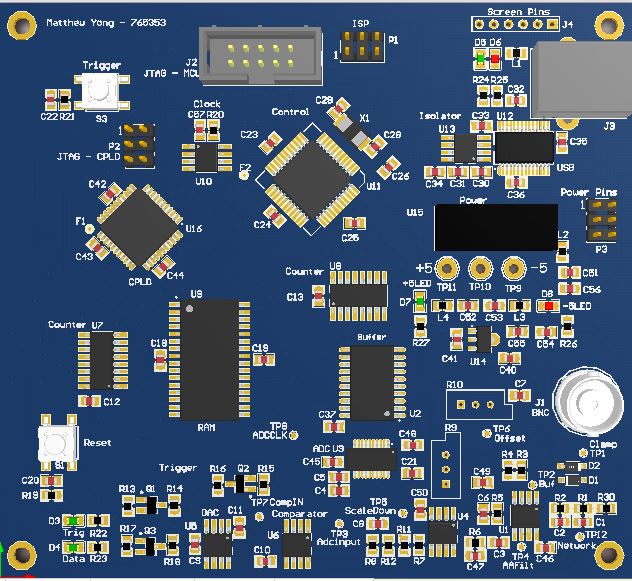 Matthew Yong - 765353
Screen Pins
J4
ISP
P1
1
J2
JTAG - MCU
Trigger
S3
C22 R21
D5 D6
R24 R25
C32
J3
Clock
C67 R20
U10
Control
C28
X1
C29
C26
C23
F2
U11
C24
C25
1
P2
JTAG - CPLD
Isolator
C33
U12
U13
C35
USB
C34 C31 C30
C36
C42
F1
U16
C43
C44
CPLD
Power Pins
1
P3
Power
U15
L2
+5
-5
TP11
TP10
TP9
C51
C56
Counter
U8
C13
+5LED
D7
R27
L4
C52
C53
L3
D8
-5LED
C55
C54
R26
C41
U14
C40
U9
C18
C19
RAM
Counter U7
C12
Buffer
U2
C37
R10
C7
J1
BNC
Clamp
TP1
TP8
ADCCLK
R9
TP6
Offset
ADC U3
C46
C45
C5
C4
C21
Reset
S1
C20
R19
Trigger
R16
Q2
R15
R4 R3
C49
TP2
Buf
D2
D1
R13
Q1
R14
R17
Q3
R18
D3
Trig
R22
D4
Data
R23
DAC
U5
C11
C9
TP7 CompIN
Comparator
U6
C10
TP3
Adcinput
TP5
ScaleDown
C8
R8
R12
R11
R7
C50
U4
C6 R5
U1
R6
C47
TP4
AAFilt
C46
R2
R1
R30
C2
C1
TP12
Network